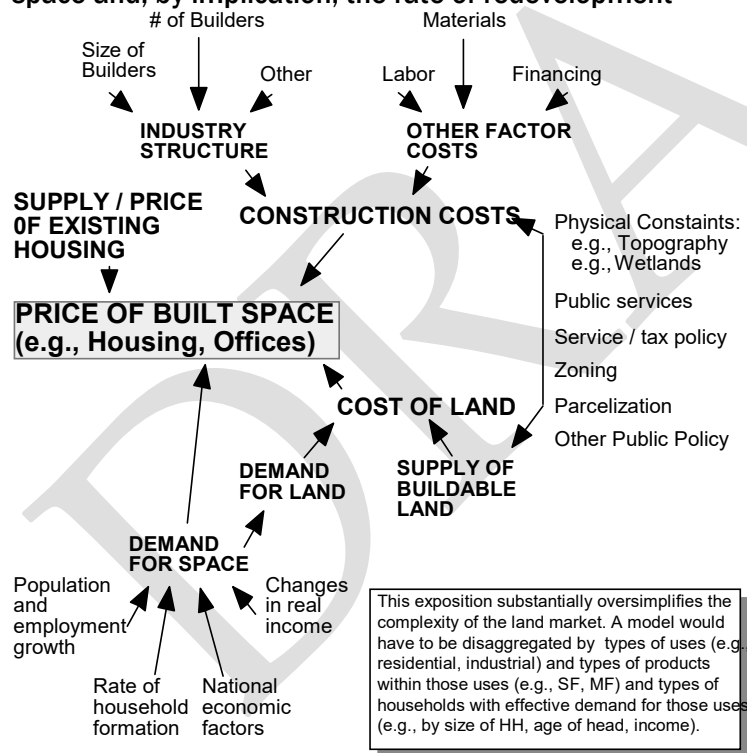 space and, by implication, the rate of redevelopment
# of Builders
Materials
Size of
Builders
Other
Labor
Financing
INDUSTRY
STRUCTURE
OTHER FACTOR
COSTS
SUPPLY / PRICE
0F EXISTING
HOUSING
CONSTRUCTION COSTS
Physical Constaints:
e.g., Topography
e.g., Wetlands
Public services
Service / tax policy
Zoning
Parcelization
Other Public Policy
PRICE OF BUILT SPACE
(e.g., Housing, Offices)
COST OF LAND
DEMAND
FOR LAND
SUPPLY OF
BUILDABLE
LAND
DEMAND
FOR SPACE
Population
and
employment
growth
Changes
in real
income
Rate of
household
formation
National
economic
factors
This exposition substantially oversimplifies the
complexity of the land market. A model would
have to be disaggregated by types of uses (e.g.,
residential, industrial) and types of products
within those uses (e.g., SF, MF) and types of
households with effective demand for those uses
(e.g., by size of HH, age of head, income).
DRA